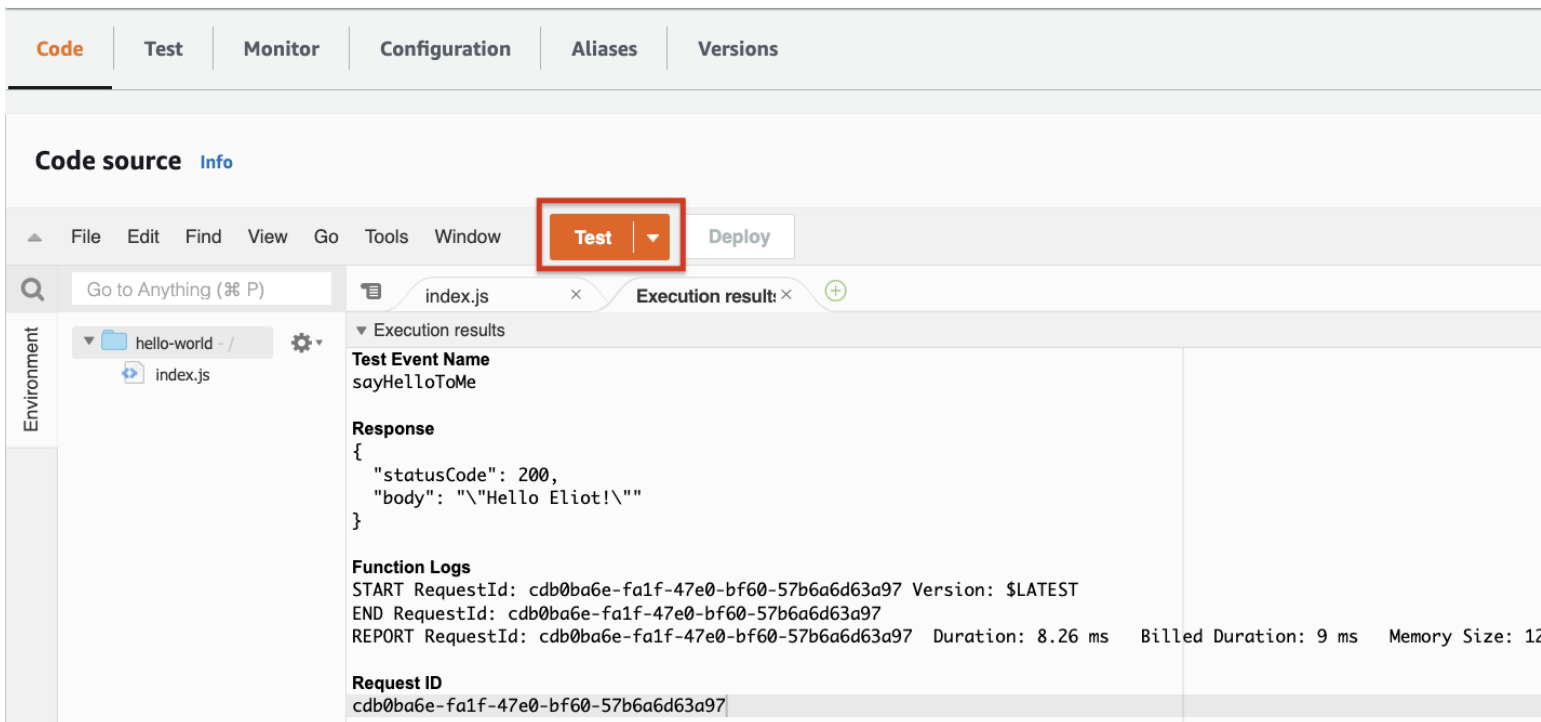 Code Test Monitor Configuration Aliases Versions
Code source Info
File Edit Find View Go Tools Window Test Deploy
Go to Anything (⌘ P) index.js × Execution results ×
Environment
hello-world - /
index.js
Execution results
Test Event Name
sayHelloToMe
Response
{
  "statusCode": 200,
  "body": "\"Hello Eliot!\""
}
Function Logs
START RequestId: cdb0ba6e-fa1f-47e0-bf60-57b6a6d63a97 Version: $LATEST
END RequestId: cdb0ba6e-fa1f-47e0-bf60-57b6a6d63a97
REPORT RequestId: cdb0ba6e-fa1f-47e0-bf60-57b6a6d63a97 Duration: 8.26 ms Billed Duration: 9 ms Memory Size: 12
Request ID
cdb0ba6e-fa1f-47e0-bf60-57b6a6d63a97